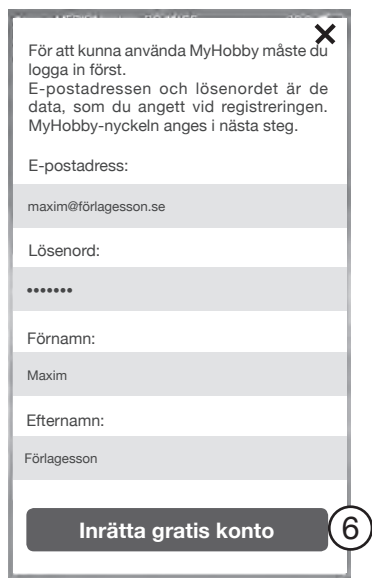 För att kunna använda MyHobby måste du
logga in först.
E-postadressen och lösenordet är de
data, som du angett vid registreringen.
MyHobby-nyckeln anges i nästa steg.
E-postadress:
maxim@förlagesson.se
Lösenord:
•••••••
Förnamn:
Maxim
Efternamn:
Förlagesson
Inrätta gratis konto
6